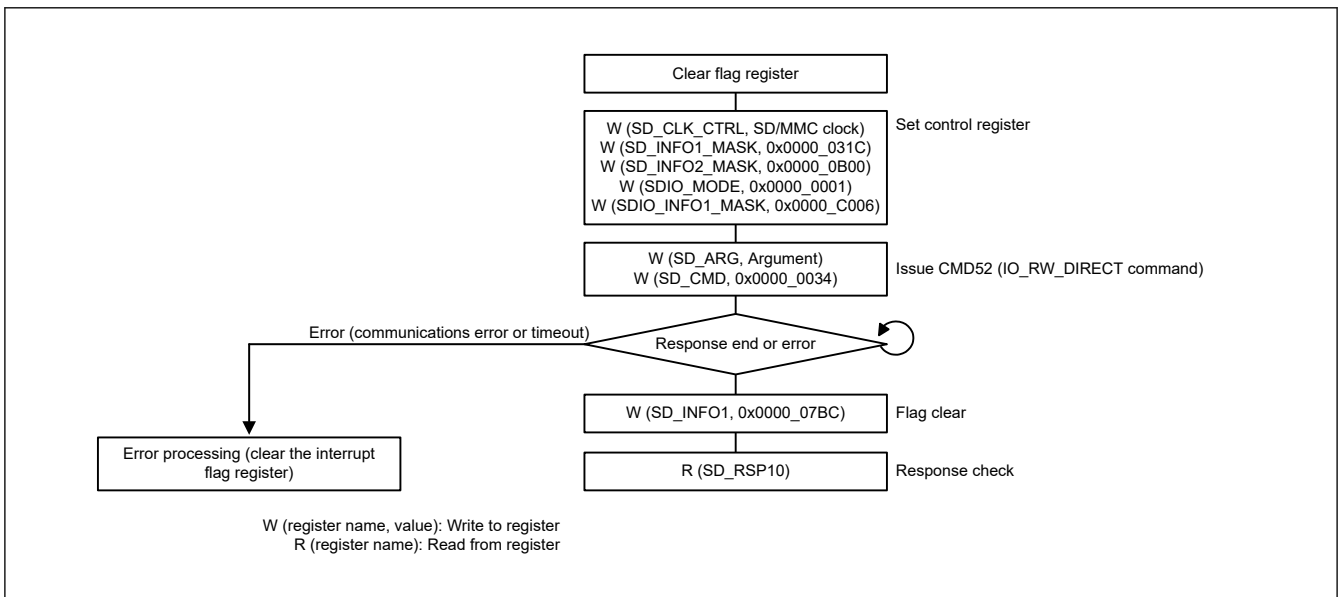 Clear flag register
W (SD_CLK_CTRL, SD/MMC clock)
W (SD_INFO1_MASK, 0x0000_031C)
W (SD_INFO2_MASK, 0x0000_0B00)
W (SDIO_MODE, 0x0000_0001)
W (SDIO_INFO1_MASK, 0x0000_C006)
Set control register
W (SD_ARG, Argument)
W (SD_CMD, 0x0000_0034)
Issue CMD52 (IO_RW_DIRECT command)
Error (communications error or timeout)
Response end or error
W (SD_INFO1, 0x0000_07BC)
Flag clear
Error processing (clear the interrupt
flag register)
R (SD_RSP10)
Response check
W (register name, value): Write to register
R (register name): Read from register